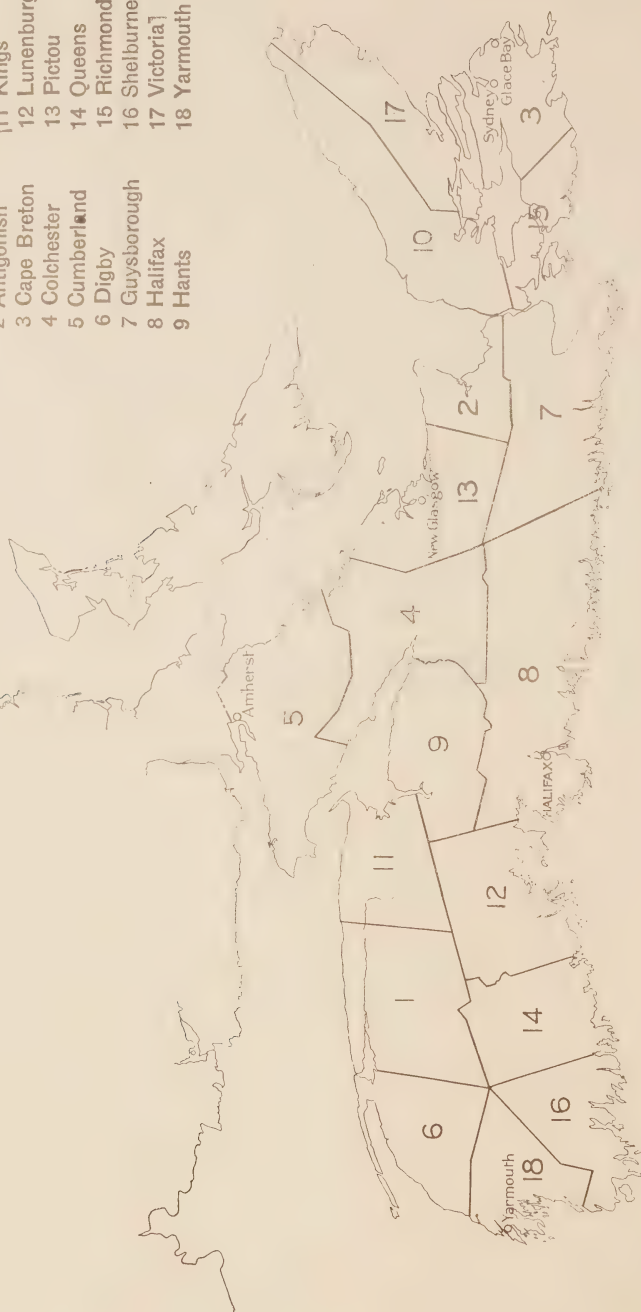 2 Antigonish
3 Cape Breton
4 Colchester
5 Cumberland
6 Digby
7 Guysborough
8 Halifax
9 Hants
11 Kings
12 Lunenburg
13 Pictou
14 Queens
15 Richmond
16 Shelburne
17 Victoria
18 Yarmouth
Amherst
5
17
10
Sydney
Glace Bay
3
15
New Glasgow
13
2
4
7
9
8
HALIFAX
11
12
1
14
6
16
Yarmouth
18